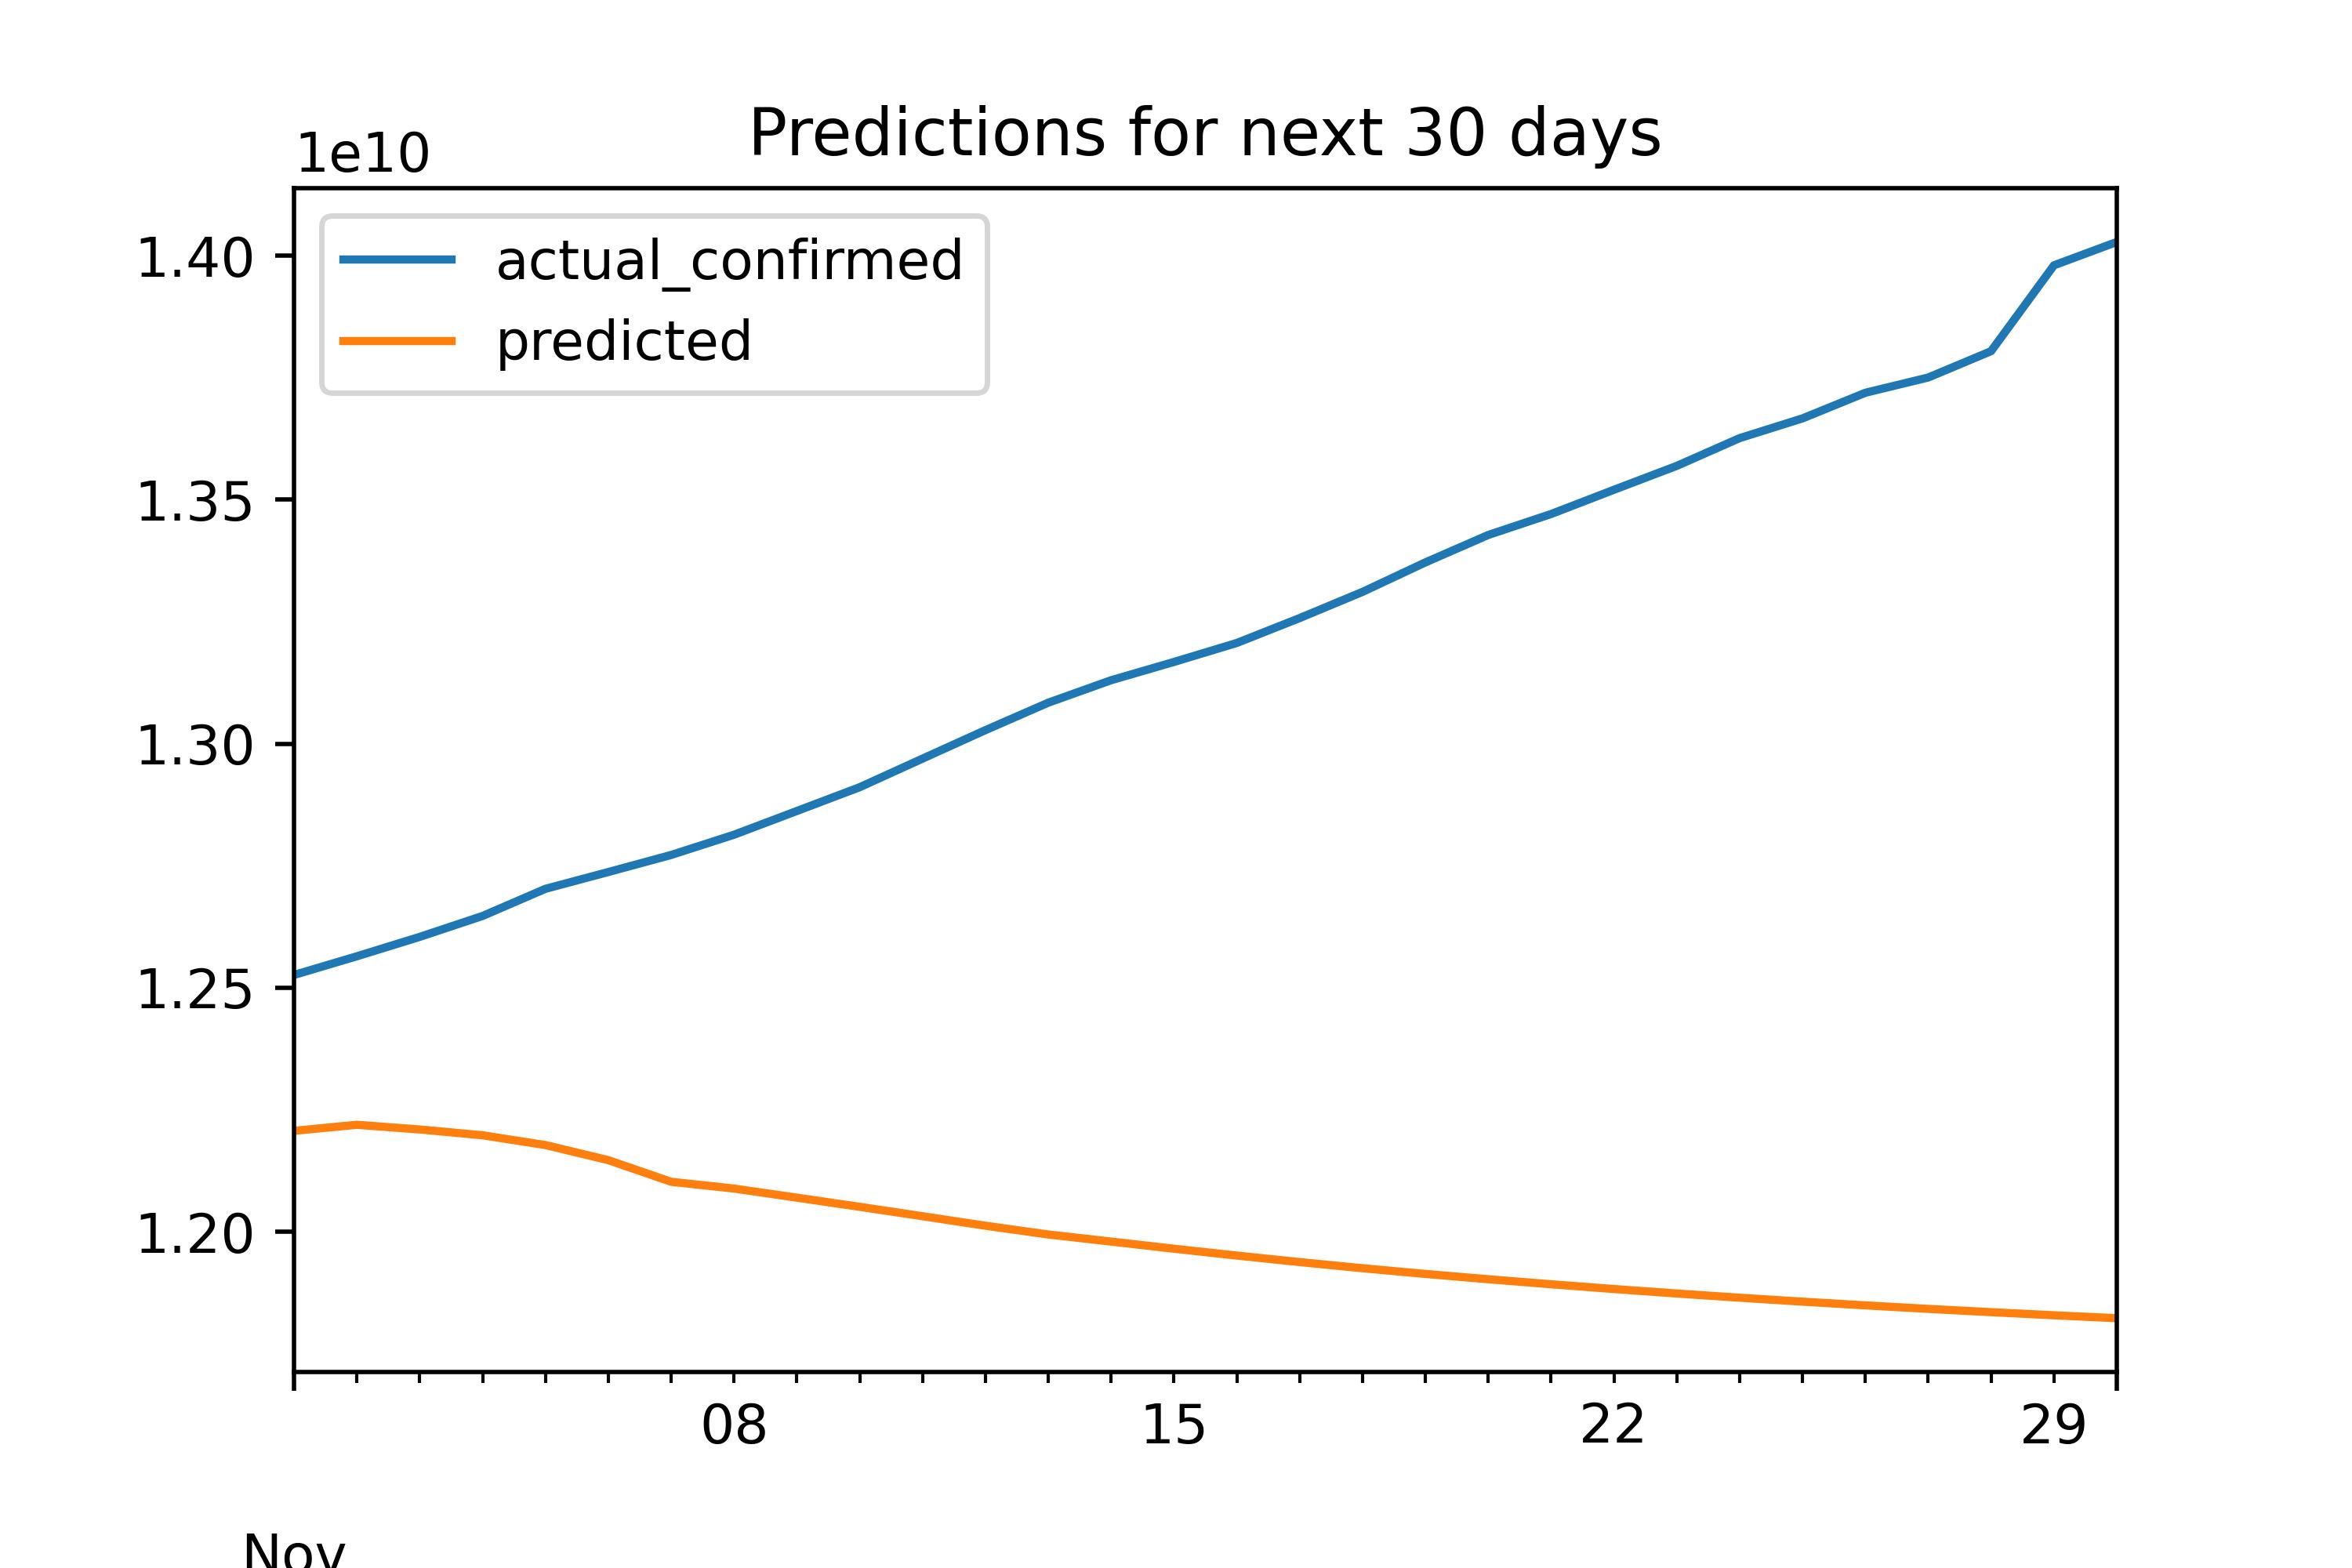 Predictions for next 30 days
1e10
actual_confirmed
predicted
1.40
1.35
1.30
1.25
1.20
08 15 22 29
Nov